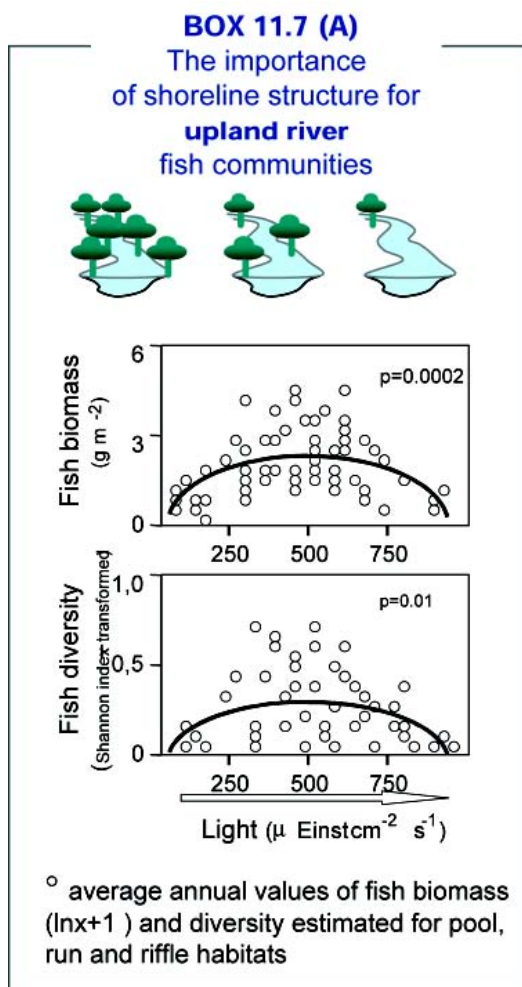 BOX 11.7 (A)
The importance
of shoreline structure for
upland river
fish communities
Fish biomass
(g m -2)
6
3
0
p=0.0002
250 500 750
Fish diversity
(Shannon index transformed)
1,0
0,5
0
p=0.01
250 500 750
Light (μ Einstcm-2 s-1)
° average annual values of fish biomass
(lnx+1 ) and diversity estimated for pool,
run and riffle habitats